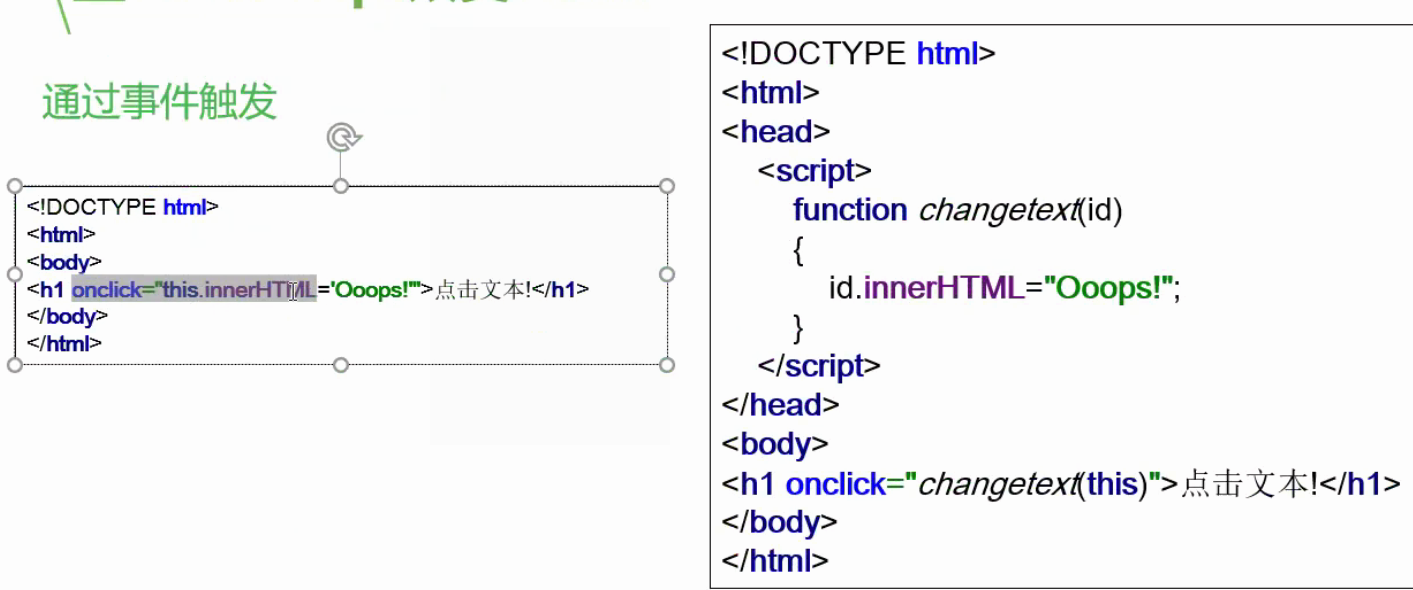 通过事件触发
<!DOCTYPE html>
<html>
<body>
<h1 onclick="this.innerHTML='Ooops!'">点击文本!</h1>
</body>
</html>
<!DOCTYPE html>
<html>
<head>
<script>
function changetext(id)
{
id.innerHTML="Ooops!";
}
</script>
</head>
<body>
<h1 onclick="changetext(this)">点击文本!</h1>
</body>
</html>